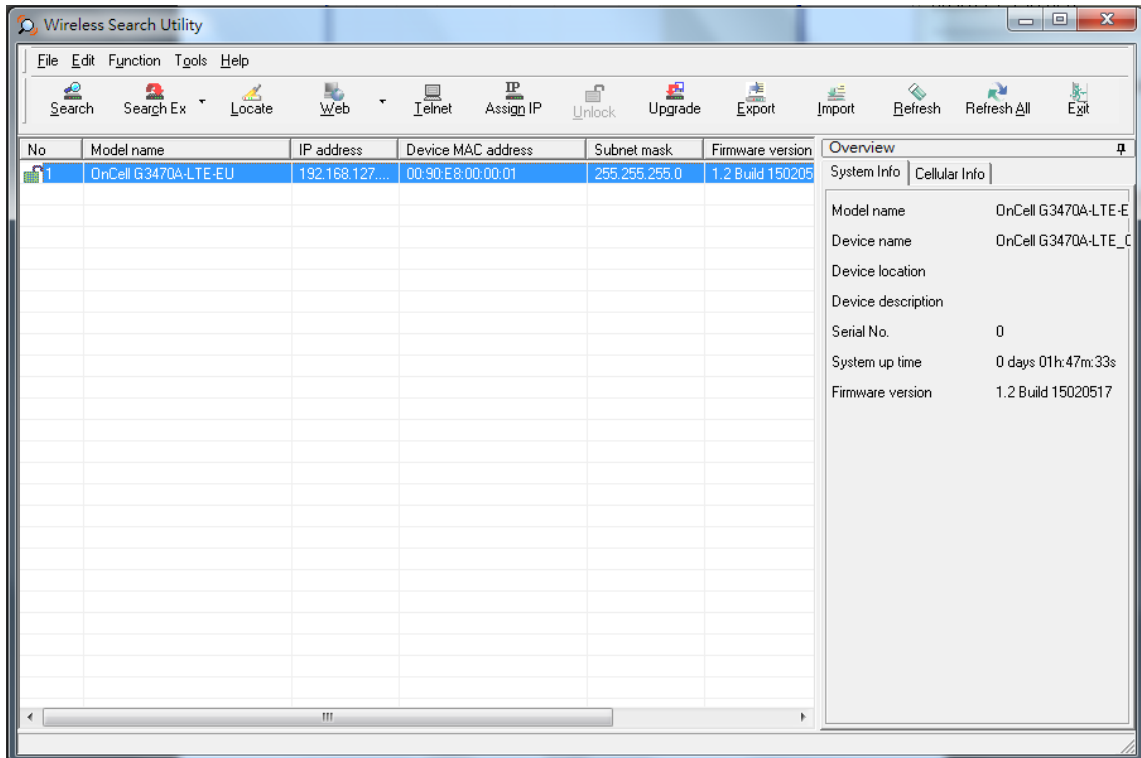 Wireless Search Utility
File Edit Function Tools Help
Search Search Ex Locate Web Telnet Assign IP Unlock Upgrade Export Import Refresh Refresh All Exit
No Model name IP address Device MAC address Subnet mask Firmware version
1 OnCell G3470A-LTE-EU 192.168.127.... 00:90:E8:00:00:01 255.255.255.0 1.2 Build 150205
Overview
System Info Cellular Info
Model name OnCell G3470A-LTE-E
Device name OnCell G3470A-LTE_
Device location
Device description
Serial No. 0
System up time 0 days 01h:47m:33s
Firmware version 1.2 Build 15020517